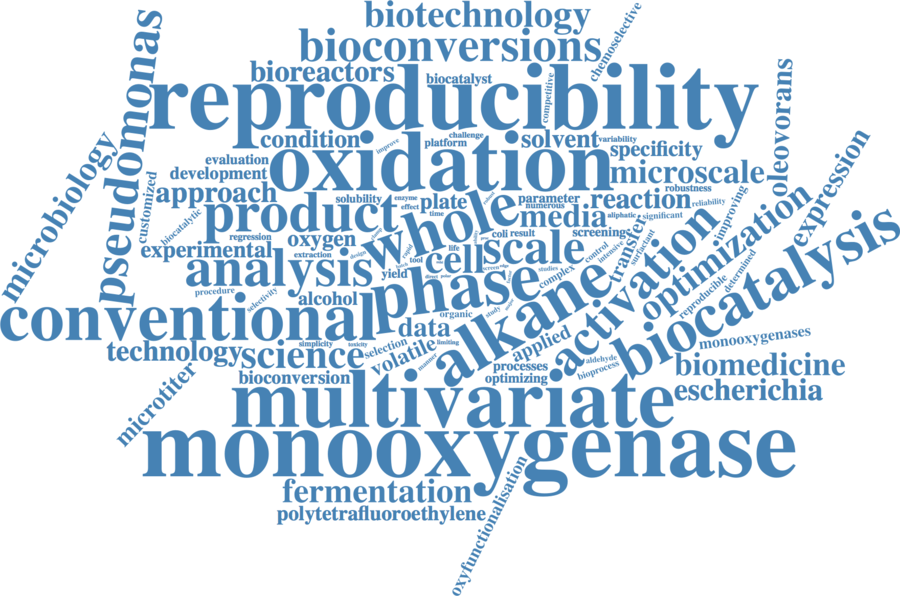 biotechnology
chemoselective
bioconversions
bioreactors
biocatalyst
competitive
pseudomonas
reproducibility
oleovorans
condition
improve
platform
challenge
solvent
variability
specificity
microbiology
evaluation
oxidation
development
microscale
customized
approach
solubility
enzyme
plate
parameter
reaction
robustness
expression
effect
time
numerous
aliphatic
significant
reliability
improving
biocatalytic
product
whole
media
regression
oxygen
coli result
screening
transfer
experimental
extraction
design
life
scale
control
intensive
surfactant
activation
optimization
analysis
cell
tool
yield
direct
screen
studies
complex
reproducible
determined
biocatalysis
procedure
selectivity
alcohol
phase
organic
study
alkane
conventional
data
applied
monooxygenases
simplicity
toxicity
selection
limiting
volatile
manner
technology
science
processes
aldehyde
bioprocess
biomedicine
microtiter
bioconversion
optimizing
escherichia
multivariate
monooxygenase
fermentation
polytetrafluoroethylene
oxyfunctionalisation